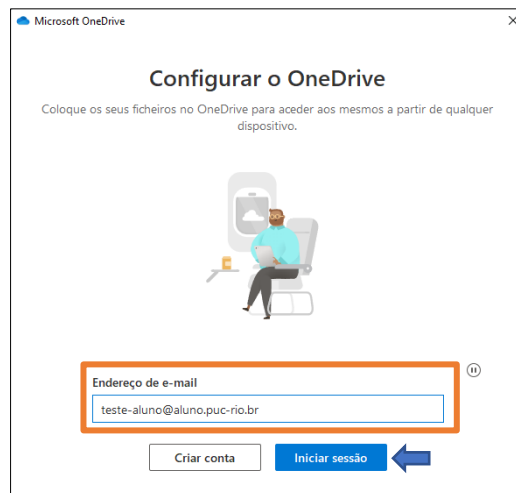 Microsoft OneDrive
Configurar o OneDrive
Coloque os seus ficheiros no OneDrive para aceder aos mesmos a partir de qualquer
dispositivo.
Endereço de e-mail
teste-aluno@aluno.puc-rio.br
Criar conta
Iniciar sessão